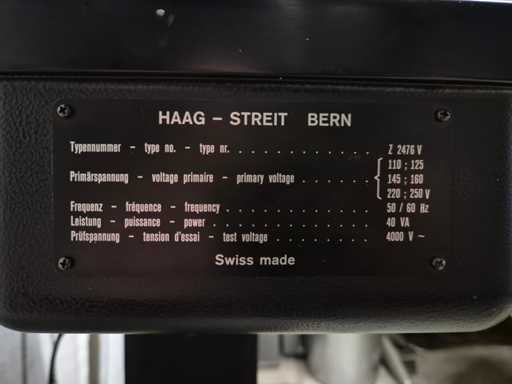 HAAG – STREIT BERN
Typennummer – type no. – type nr. . . . . . . . . . . . Z 2476 V
110 ; 125
Primärspannung – voltage primaire – primary voltage . . . . . . . { 145 ; 160
220 ; 250 V
Frequenz – fréquence – frequency . . . . . . . . . . . . . 50 / 60 Hz
Leistung – puissance – power . . . . . . . . . . . . . . . 40 VA
Prüfspannung – tension d'essai – test voltage . . . . . . . . . 4000 V ~
Swiss made